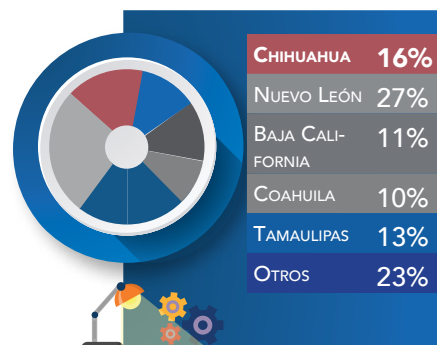 Chihuahua 16%
Nuevo León 27%
Baja Cali- 11%
fornia
Coahuila 10%
Tamaulipas 13%
Otros 23%